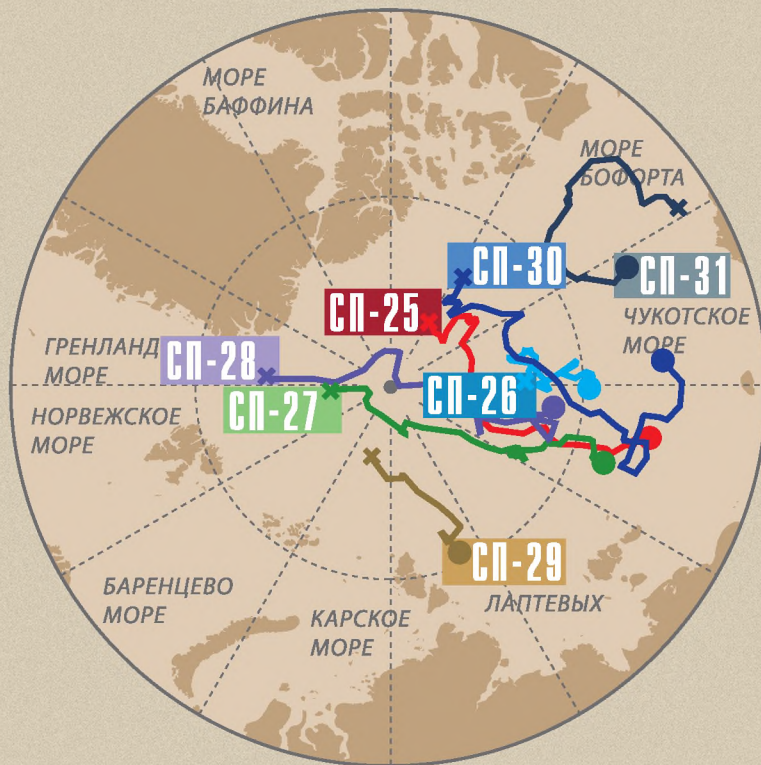 МОРЕ
БАФФИНА
МОРЕ
БОФОРТА
СП-30
СП-31
СП-25
ЧУКОТСКОЕ
МОРЕ
ГРЕНЛАНД
МОРЕ
СП-28
СП-26
СП-27
НОРВЕЖСКОЕ
МОРЕ
СП-29
ЛАПТЕВЫХ
БАРЕНЦЕВО
МОРЕ
КАРСКОЕ
МОРЕ